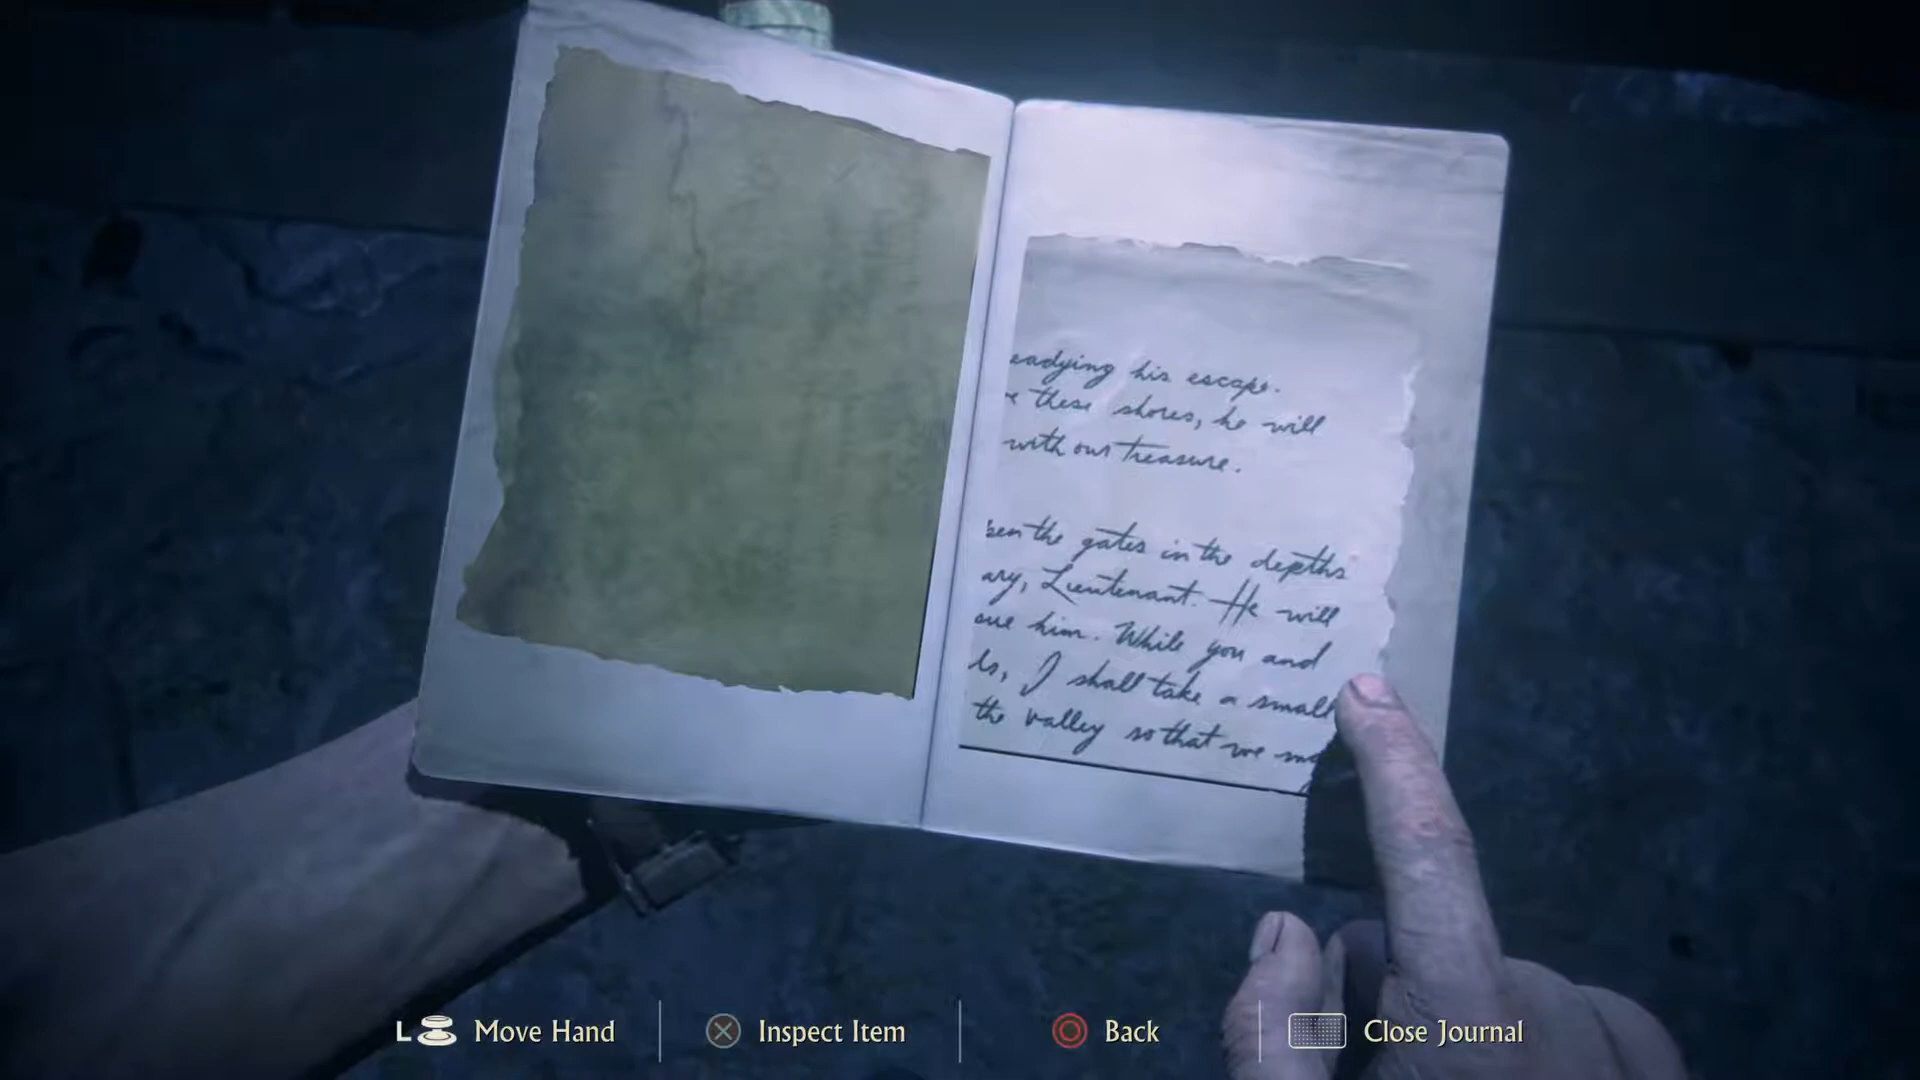 eadying his escape.
e these shores, he will
with our treasure.
pen the gates in the depths
ary, Lieutenant. He will
sue him. While you and
ls, I shall take a small
the valley so that we
L Move Hand
Inspect Item
Back
Close Journal